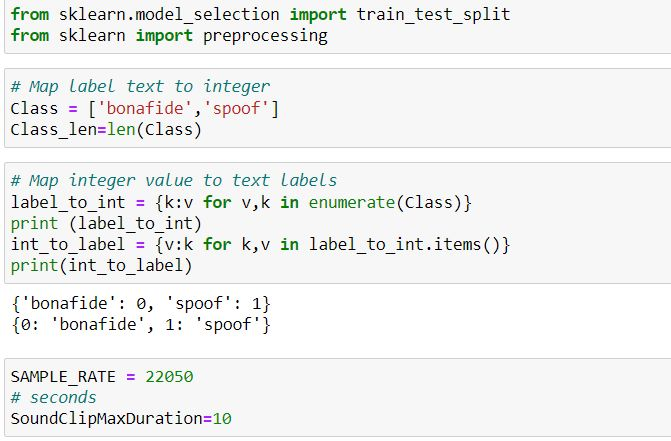 from sklearn.model_selection import train_test_split
from sklearn import preprocessing
# Map label text to integer
Class = ['bonafide','spoof']
Class_len=len(Class)
# Map integer value to text labels
label_to_int = {k:v for v,k in enumerate(Class)}
print (label_to_int)
int_to_label = {v:k for k,v in label_to_int.items()}
print(int_to_label)
{'bonafide': 0, 'spoof': 1}
{0: 'bonafide', 1: 'spoof'}
SAMPLE_RATE = 22050
# seconds
SoundClipMaxDuration=10